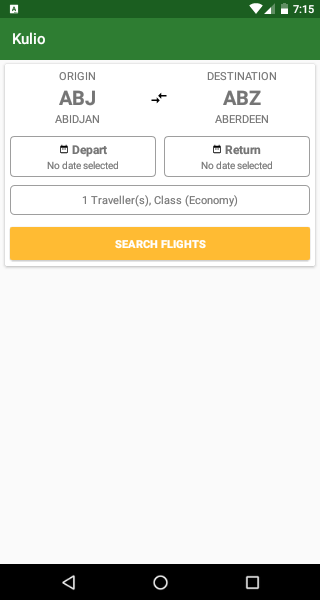 7:15
Kulio
ORIGIN
ABJ
ABIDJAN
DESTINATION
ABZ
ABERDEEN
Depart
No date selected
Return
No date selected
1 Traveller(s), Class (Economy)
SEARCH FLIGHTS